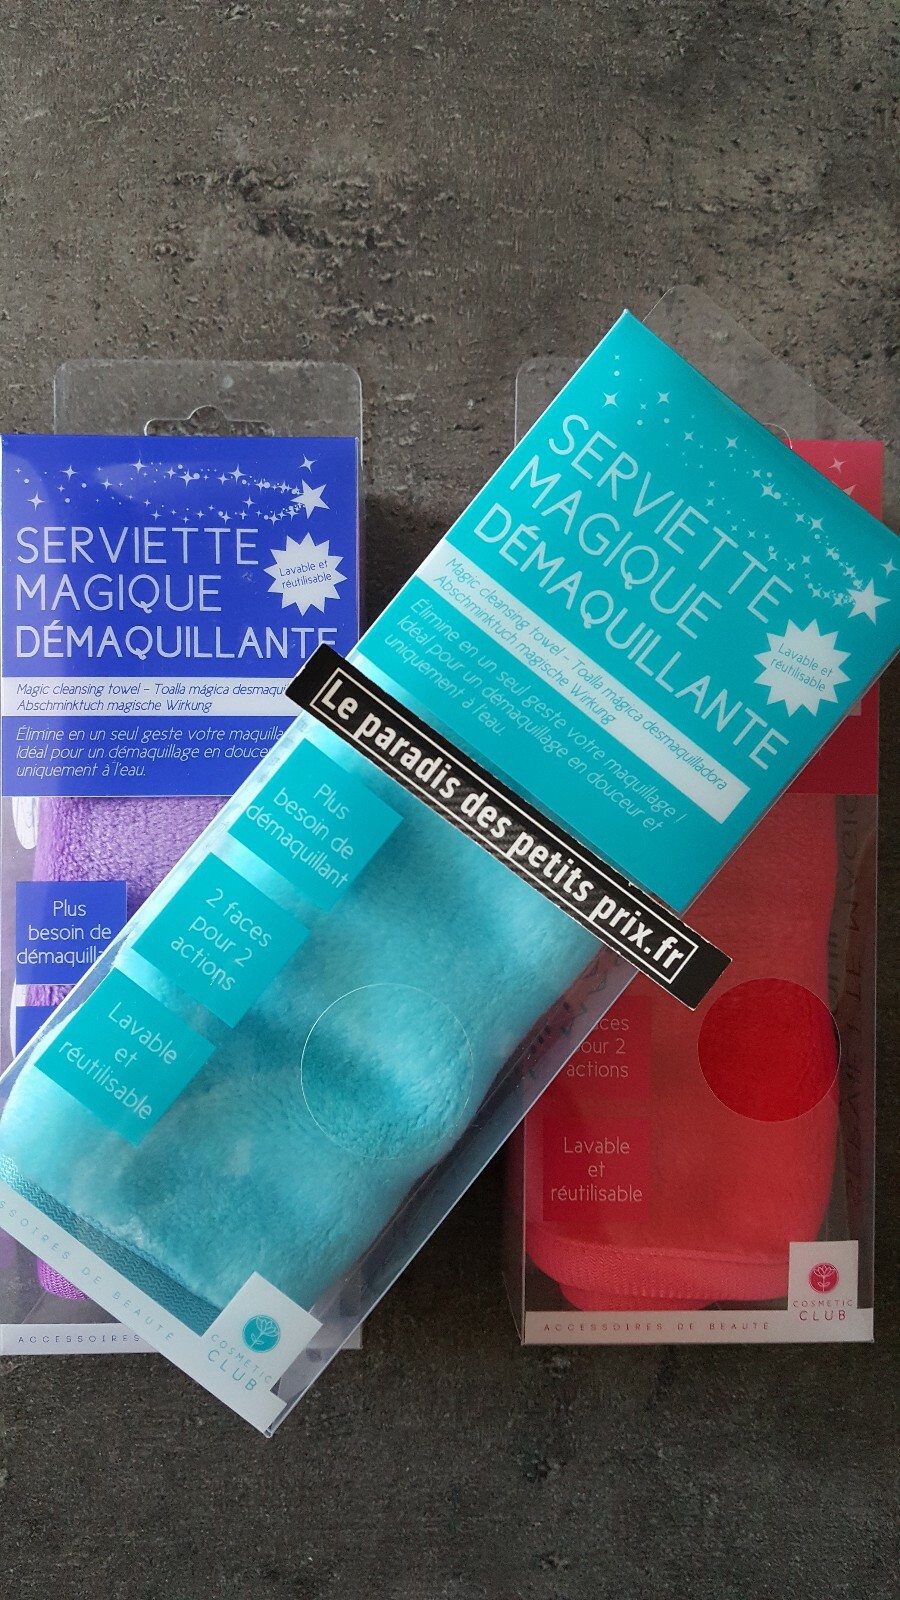 SERVIETTE
MAGIQUE
DÉMAQUILLANTE
Lavable et
réutilisable
Magic cleansing towel - Toalla mágica desmaqu
Abschminktuch magische Wirkung
Élimine en un seul geste votre maquilla
Idéal pour un démaquillage en douce
uniquement à l'eau.
Plus
besoin de
démaquilla
ACCESSOIRES
SERVIETTE
MAGIQUE
DÉMAQUILLANTE
Lavable et
réutilisable
Magic cleansing towel - Toalla mágica desmaquilladora
Abschminktuch magische Wirkung
Élimine en un seul geste votre maquillage !
Idéal pour un démaquillage en douceur et
uniquement à l'eau.
Le paradis des petits prix.fr
Plus
besoin de
démaquillant
2 faces
pour 2
actions
Lavable
et
réutilisable
SSOIRES DE BEAUTÉ
COSMETIC
CLUB
aces
our 2
actions
Lavable
et
réutilisable
ACCESSOIRES DE BEAUTÉ
COSMETIC
CLUB